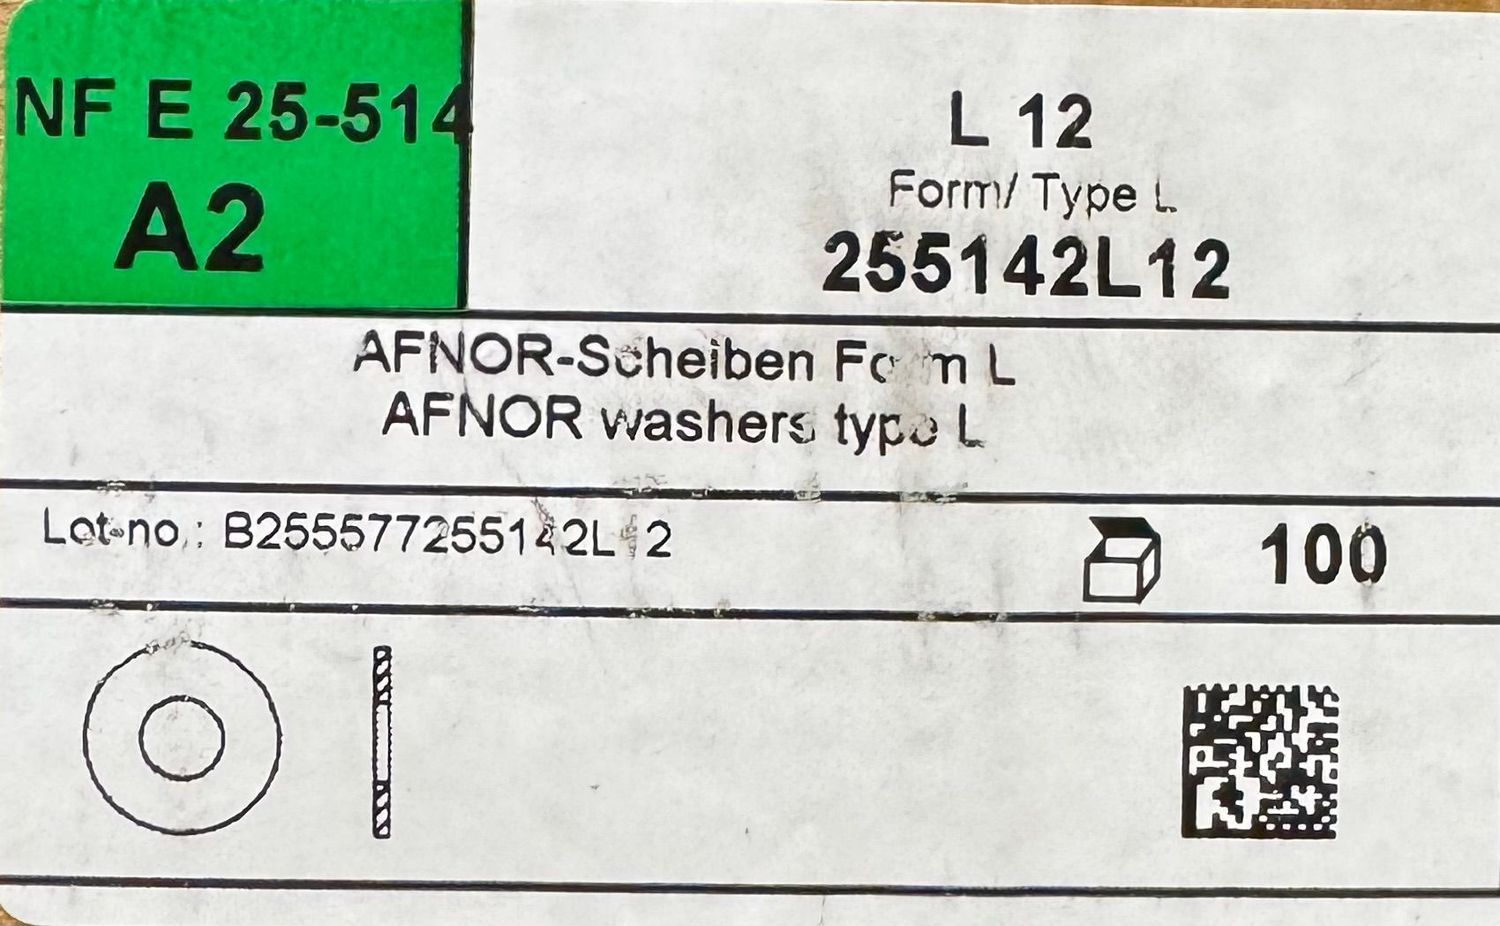 NF E 25-514
A2
L 12
Form/ Type L
255142L12
AFNOR-Scheiben Form L
AFNOR washers type L
Lot-no.: B255577255142L12
100